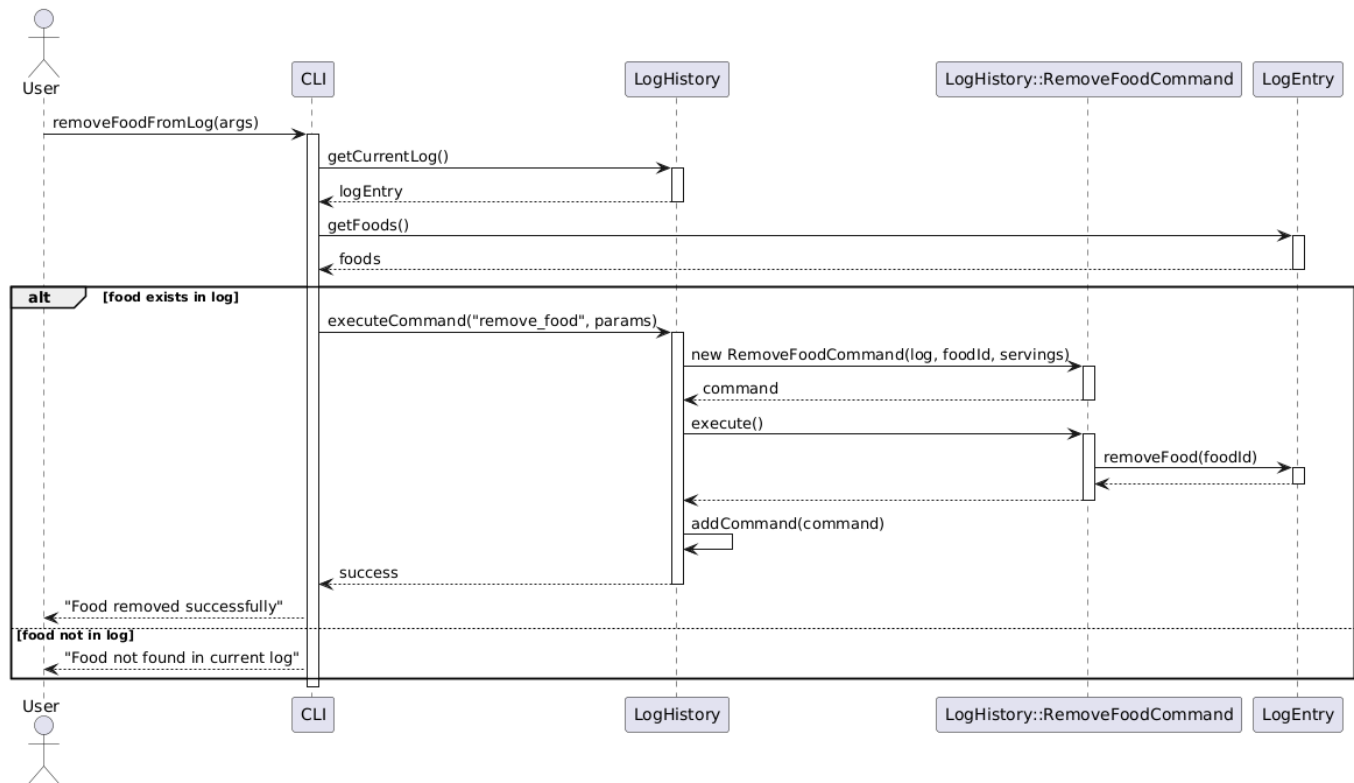 User
CLI
LogHistory
LogHistory::RemoveFoodCommand
LogEntry
removeFoodFromLog(args)
getCurrentLog()
logEntry
getFoods()
foods
alt
[food exists in log]
executeCommand("remove_food", params)
new RemoveFoodCommand(log, foodId, servings)
command
execute()
removeFood(foodId)
addCommand(command)
success
"Food removed successfully"
[food not in log]
"Food not found in current log"
User
CLI
LogHistory
LogHistory::RemoveFoodCommand
LogEntry